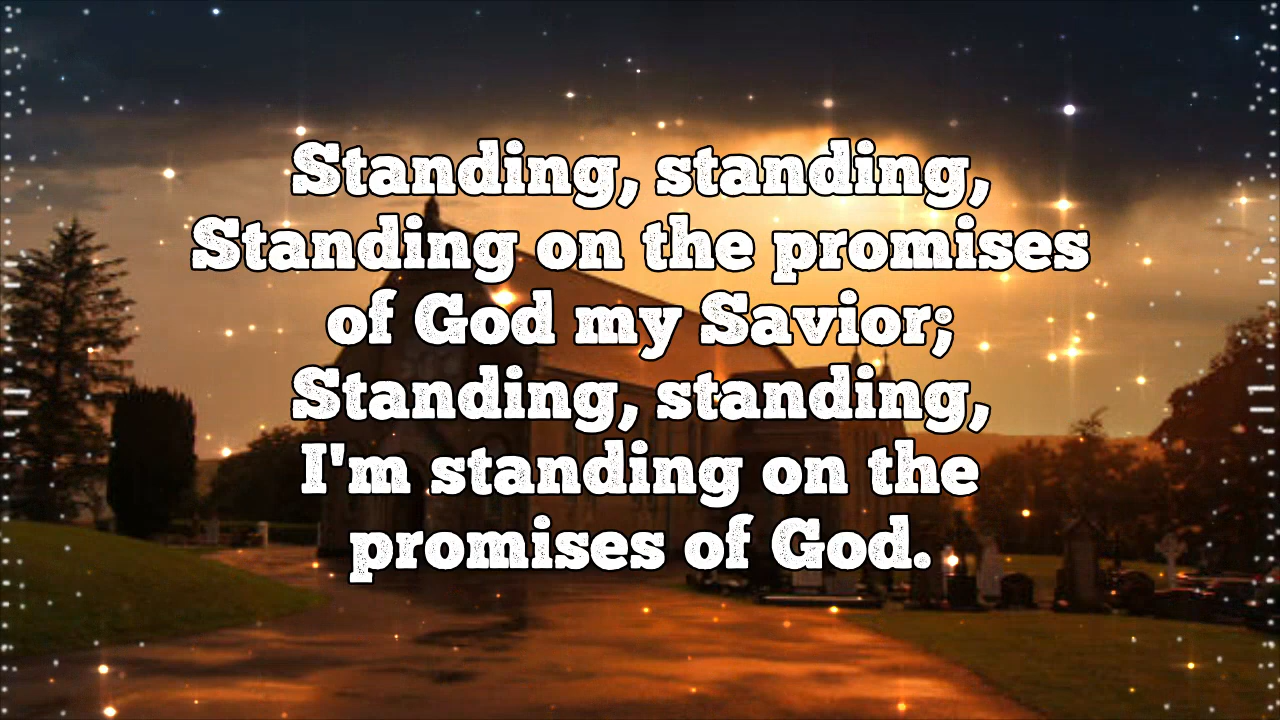 Standing, standing,
Standing on the promises
of God my Savior;
Standing, standing,
I'm standing on the
promises of God.